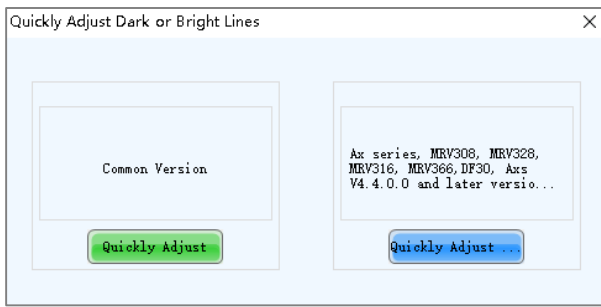 Quickly Adjust Dark or Bright Lines
Common Version
Quickly Adjust
Ax series, MRV308, MRV328,
MRV316, MRV366,DF30, Axs
V4.4.0.0 and later versio...
Quickly Adjust ...